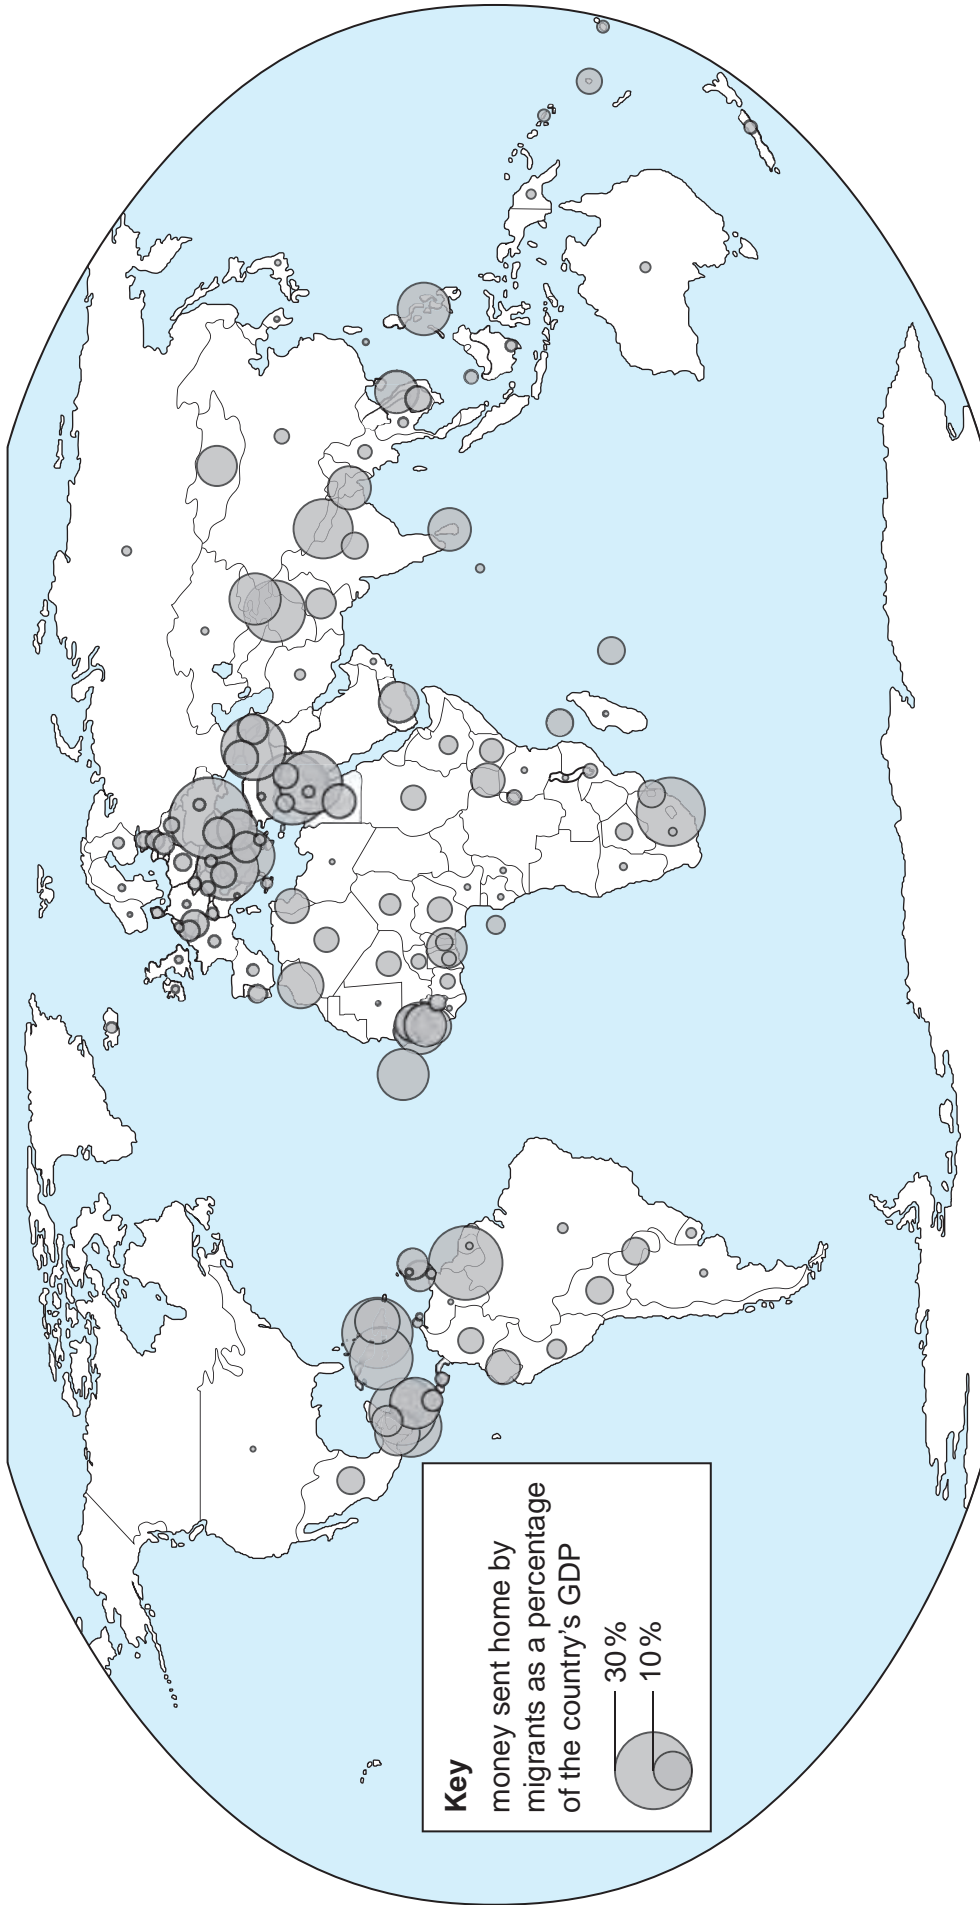 Key
money sent home by
migrants as a percentage
of the country's GDP
30%
10%